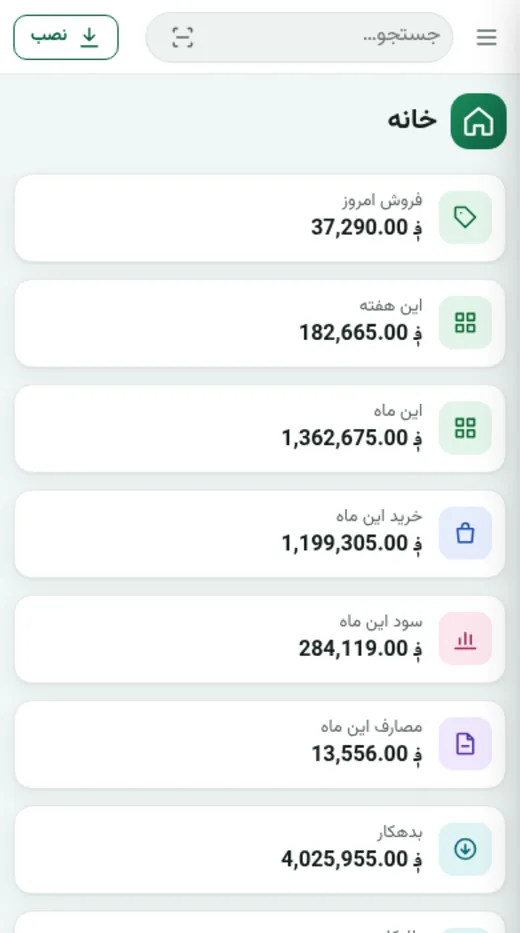 جستجو...
نصب
خانه
فروش امروز
؋ 37,290.00
این هفته
؋ 182,665.00
این ماه
؋ 1,362,675.00
خرید این ماه
؋ 1,199,305.00
سود این ماه
؋ 284,119.00
مصارف این ماه
؋ 13,556.00
بدهکار
؋ 4,025,955.00